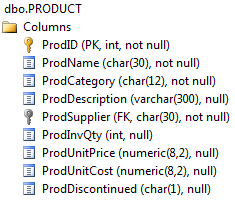 dbo.PRODUCT
Columns
ProdID (PK, int, not null)
ProdName (char(30), not null)
ProdCategory (char(12), not null)
ProdDescription (varchar(300), null)
ProdSupplier (FK, char(30), not null)
ProdInvQty (int, null)
ProdUnitPrice (numeric(8,2), null)
ProdUnitCost (numeric(8,2), null)
ProdDiscontinued (char(1), null)